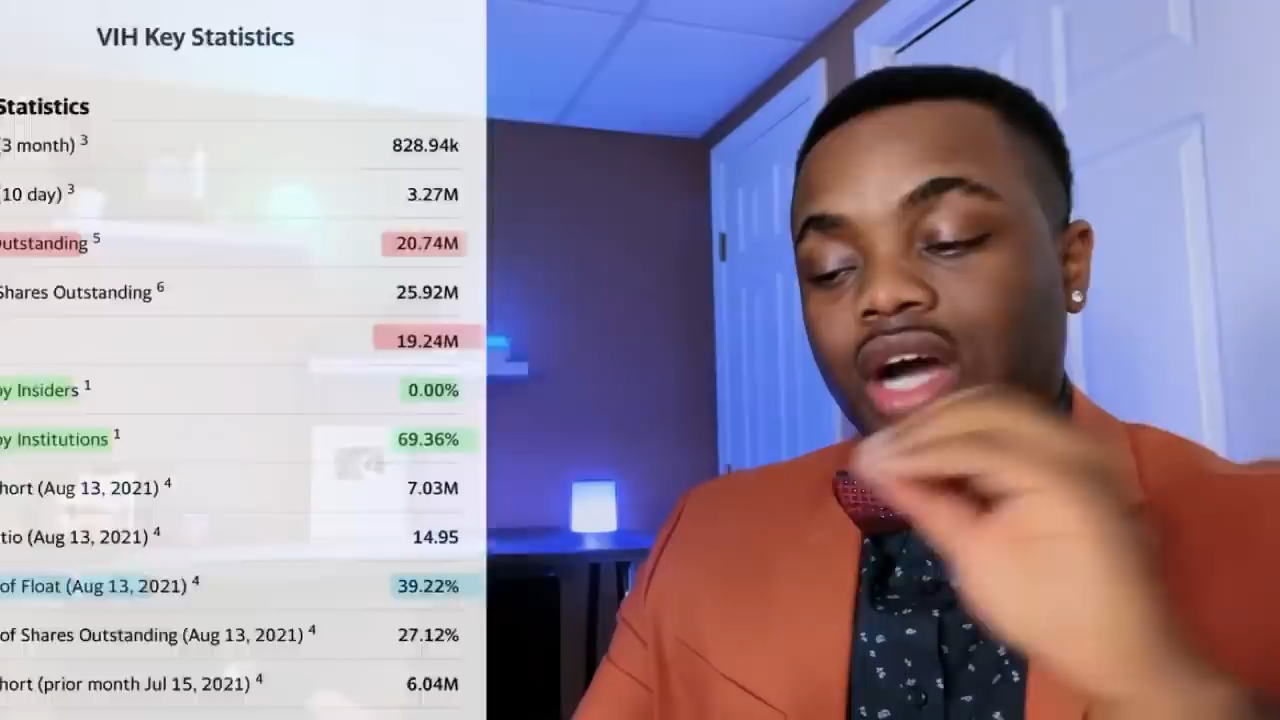 VIH Key Statistics
Statistics
(3 month) 3 828.94k
(10 day) 3 3.27M
Outstanding 5 20.74M
Shares Outstanding 6 25.92M
19.24M
by Insiders 1 0.00%
by Institutions 1 69.36%
hort (Aug 13, 2021) 4 7.03M
tio (Aug 13, 2021) 4 14.95
of Float (Aug 13, 2021) 4 39.22%
of Shares Outstanding (Aug 13, 2021) 4 27.12%
hort (prior month Jul 15, 2021) 4 6.04M